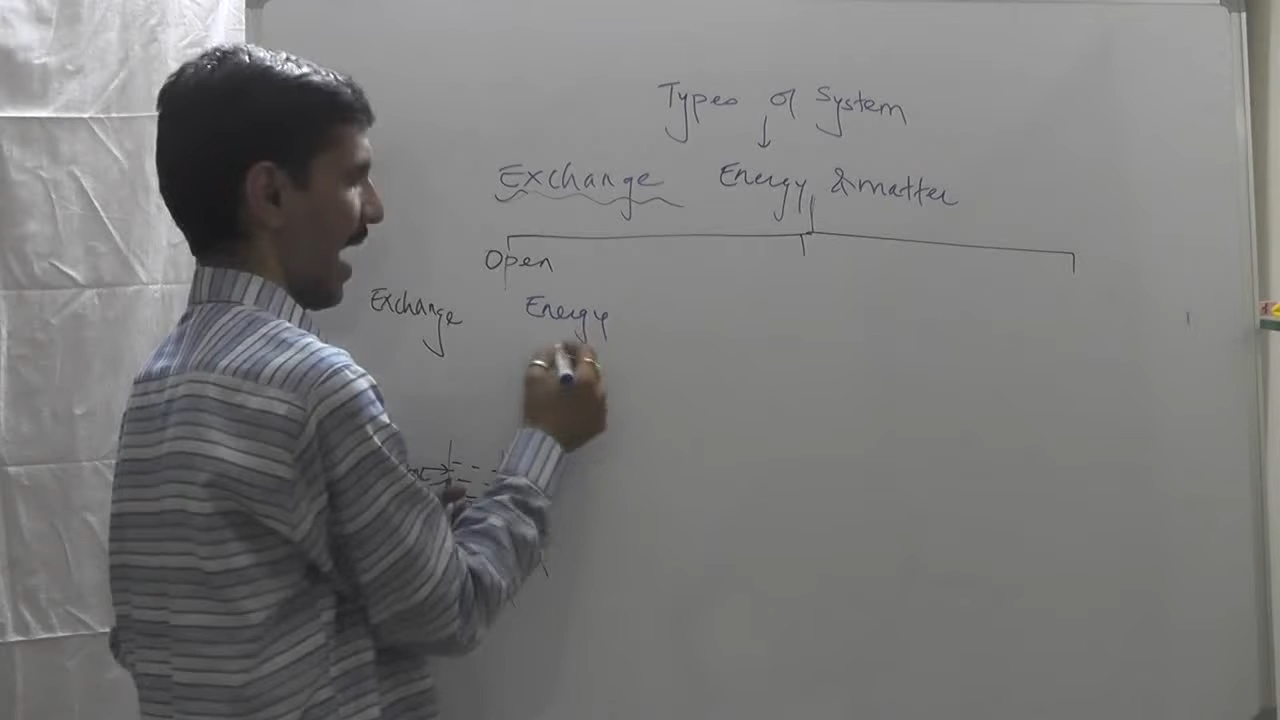 Types of System
Exchange Energy & matter
Open
Exchange Energy